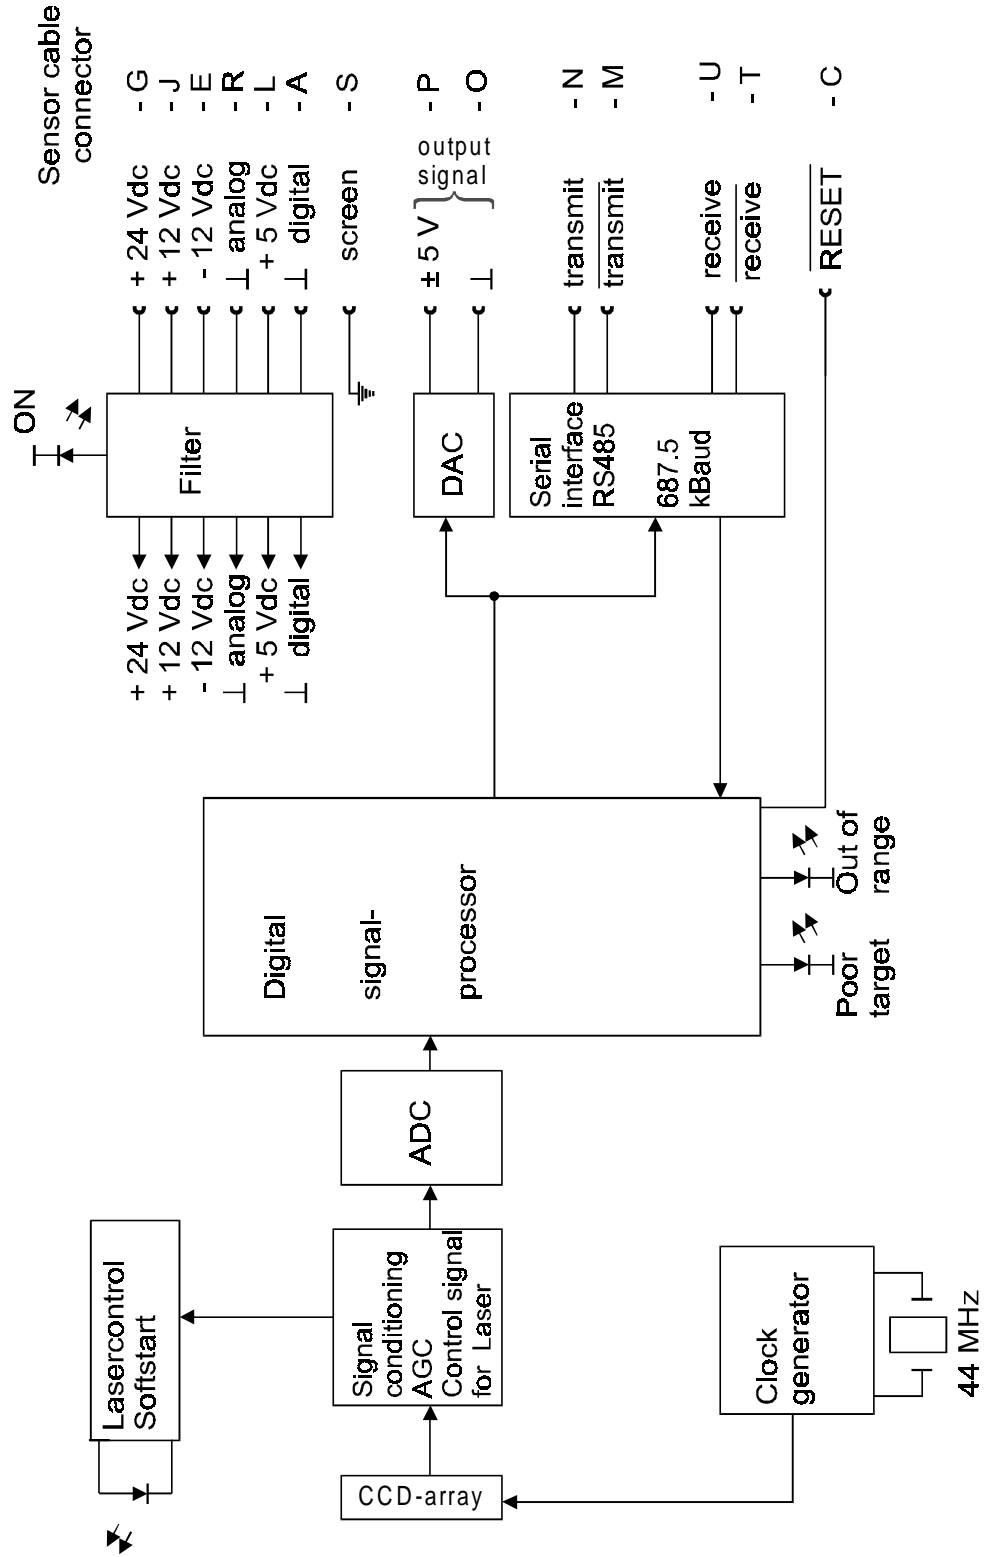 Sensor cable
connector
ON
+ 24 Vdc
+ 12 Vdc
- 12 Vdc
⊥ analog
+ 5 Vdc
⊥ digital
Filter
+ 24 Vdc - G
+ 12 Vdc - J
- 12 Vdc - E
⊥ analog - R
+ 5 Vdc - L
⊥ digital - A
screen - S
DAC
± 5 V - P
⊥ - O
output
signal
Serial
interface
RS485
687.5
kBaud
transmit - N
transmit - M
receive - U
receive - T
RESET - C
Digital
signal-
processor
Poor
target
Out of
range
ADC
Lasercontrol
Softstart
Signal
conditioning
AGC
Control signal
for Laser
CCD-array
Clock
generator
44 MHz